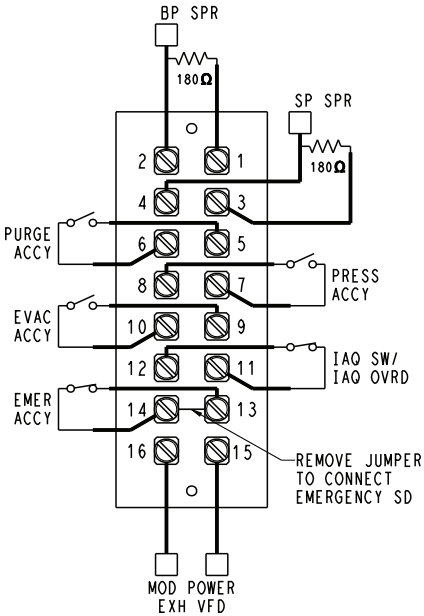 BP SPR
180Ω
SP SPR
180Ω
2 1
4 3
PURGE
ACCY
6 5
8 7
PRESS
ACCY
EVAC
ACCY
10 9
12 11
IAQ SW/
IAQ OVRD
EMER
ACCY
14 13
16 15
REMOVE JUMPER
TO CONNECT
EMERGENCY SD
MOD POWER
EXH VFD